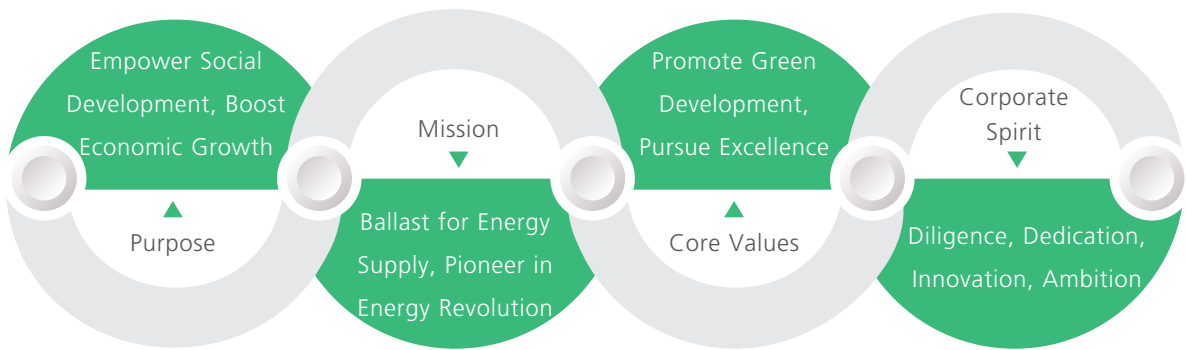 Empower Social
Development, Boost
Economic Growth
Purpose
Mission
Ballast for Energy
Supply, Pioneer in
Energy Revolution
Promote Green
Development,
Pursue Excellence
Core Values
Corporate
Spirit
Diligence, Dedication,
Innovation, Ambition